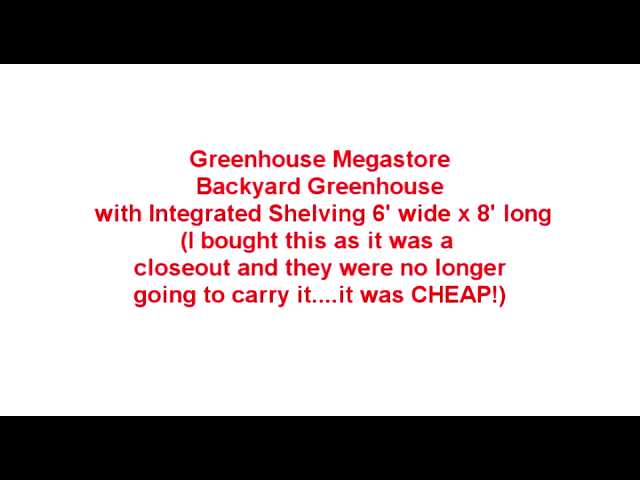 Greenhouse Megastore
Backyard Greenhouse
with Integrated Shelving 6' wide x 8' long
(I bought this as it was a
closeout and they were no longer
going to carry it....it was CHEAP!)